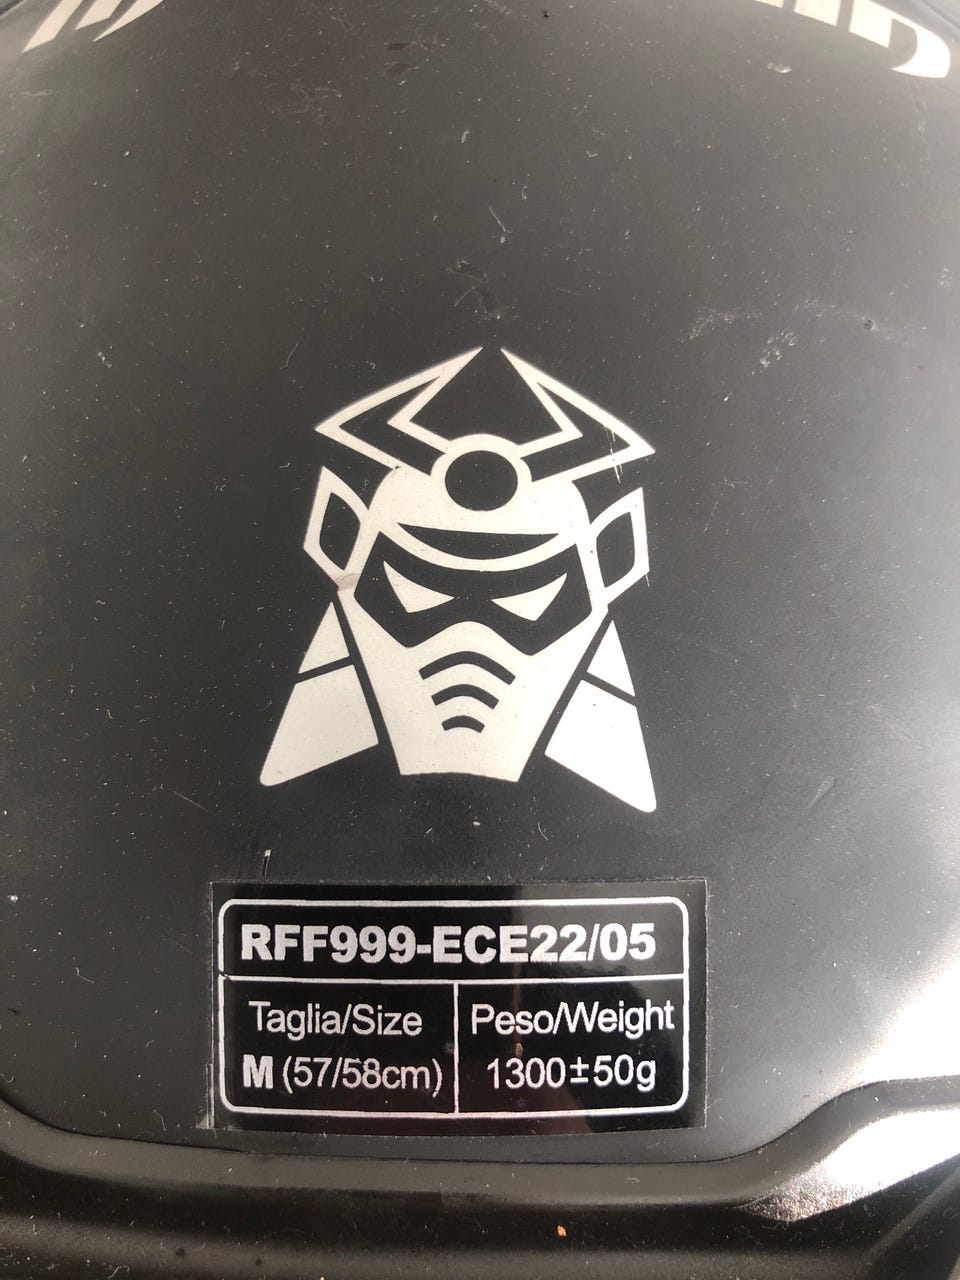 RFF999-ECE22/05
Taglia/Size
Peso/Weight
M (57/58cm)
1300±50g